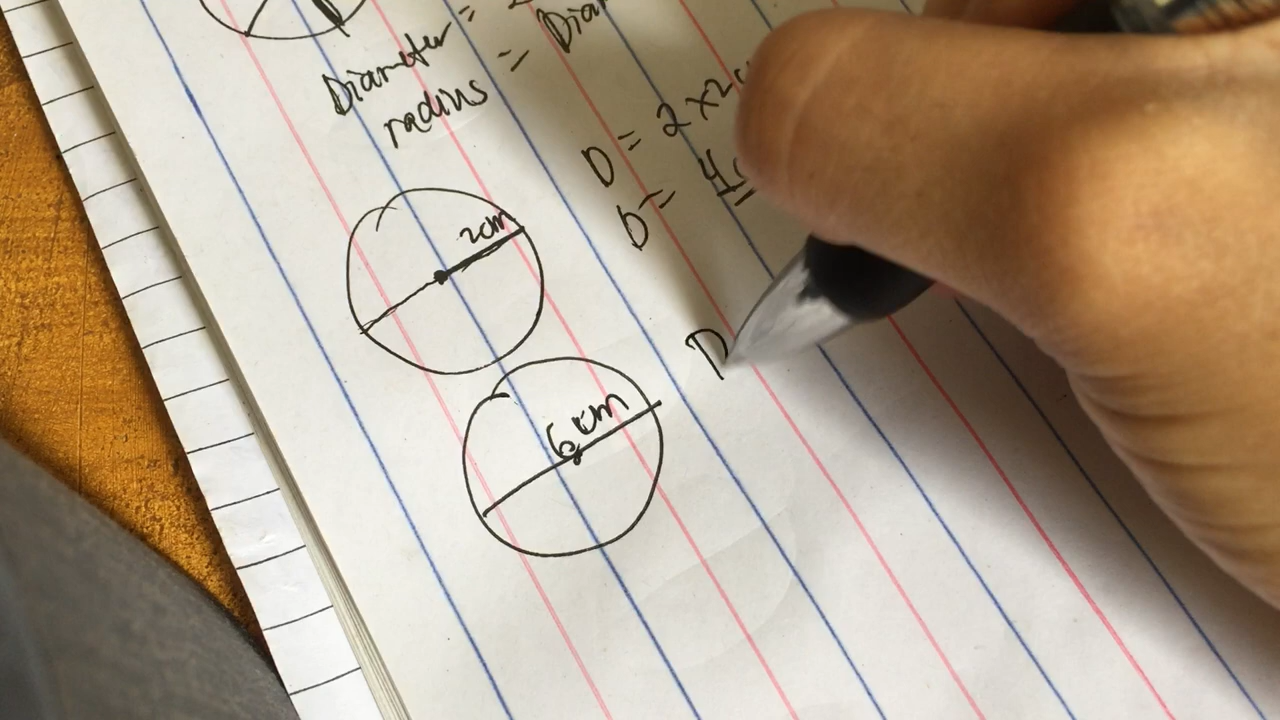 Diameter =
radius =
D = 2 x 2
D = 4
2cm
D
6cm